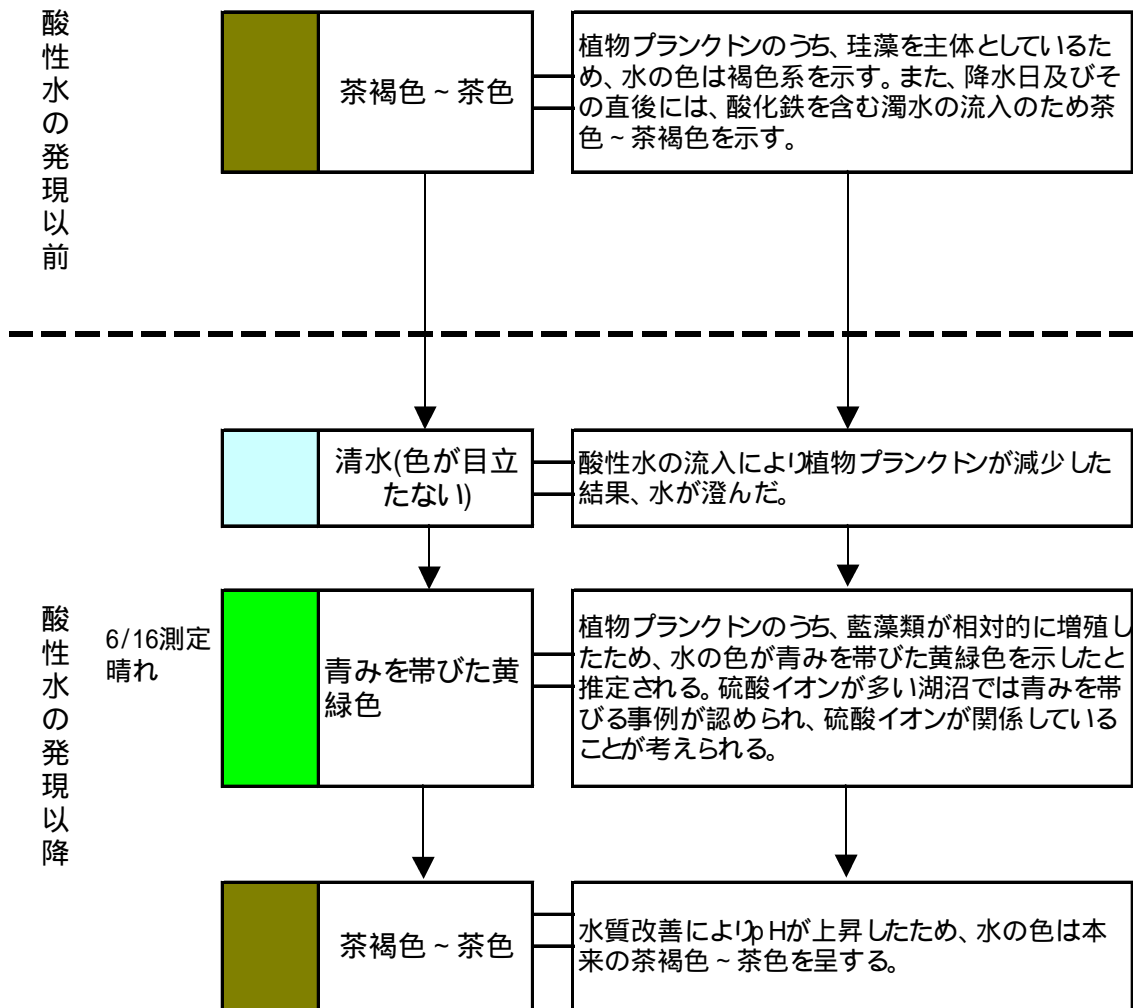 酸性水の発現以前
茶褐色 ~ 茶色
植物プランクトンのうち、珪藻を主体としているた
め、水の色は褐色系を示す。また、降水日及びそ
の直後には、酸化鉄を含む濁水の流入のため茶
色 ~ 茶褐色を示す。
酸性水の発現以降
清水(色が目立
たない)
酸性水の流入により植物プランクトンが減少した
結果、水が澄んだ。
6/16測定
晴れ
青みを帯びた黄
緑色
植物プランクトンのうち、藍藻類が相対的に増殖し
たため、水の色が青みを帯びた黄緑色を示したと
推定される。硫酸イオンが多い湖沼では青みを帯
びる事例が認められ、硫酸イオンが関係している
ことが考えられる。
茶褐色 ~ 茶色
水質改善によりpHが上昇したため、水の色は本
来の茶褐色 ~ 茶色を呈する。